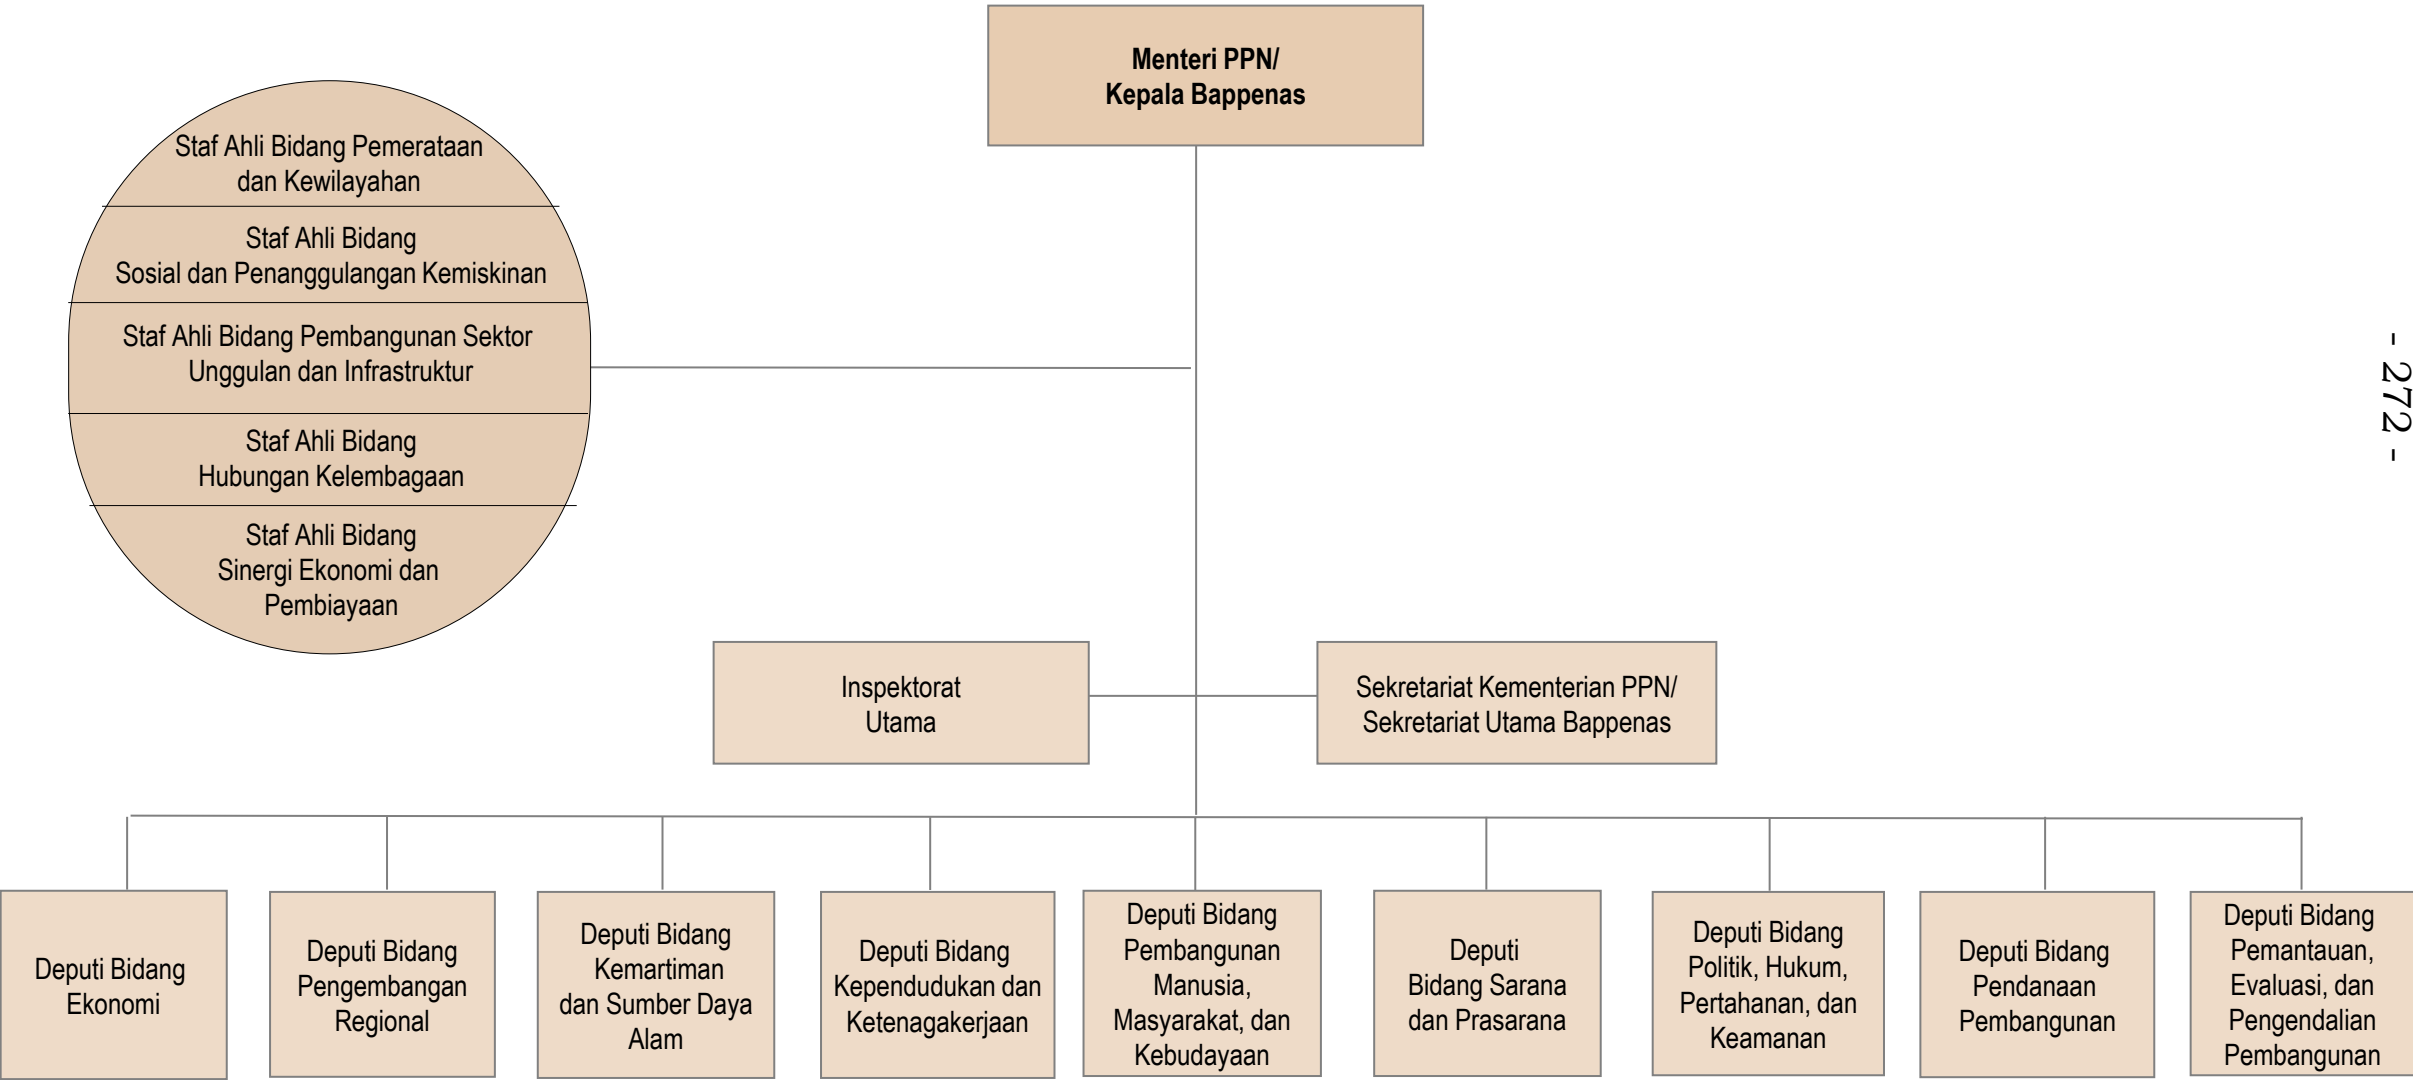 Menteri PPN/
Kepala Bappenas
Staf Ahli Bidang Pemerataan
dan Kewilayahan
Staf Ahli Bidang
Sosial dan Penanggulangan Kemiskinan
Staf Ahli Bidang Pembangunan Sektor
Unggulan dan Infrastruktur
Staf Ahli Bidang
Hubungan Kelembagaan
Staf Ahli Bidang
Sinergi Ekonomi dan
Pembiayaan
- 272 -
Inspektorat
Utama
Sekretariat Kementerian PPN/
Sekretariat Utama Bappenas
Deputi Bidang
Ekonomi
Deputi Bidang
Pengembangan
Regional
Deputi Bidang
Kemartiman
dan Sumber Daya
Alam
Deputi Bidang
Kependudukan dan
Ketenagakerjaan
Deputi Bidang
Pembangunan
Manusia,
Masyarakat, dan
Kebudayaan
Deputi
Bidang Sarana
dan Prasarana
Deputi Bidang
Politik, Hukum,
Pertahanan, dan
Keamanan
Deputi Bidang
Pendanaan
Pembangunan
Deputi Bidang
Pemantauan,
Evaluasi, dan
Pengendalian
Pembangunan